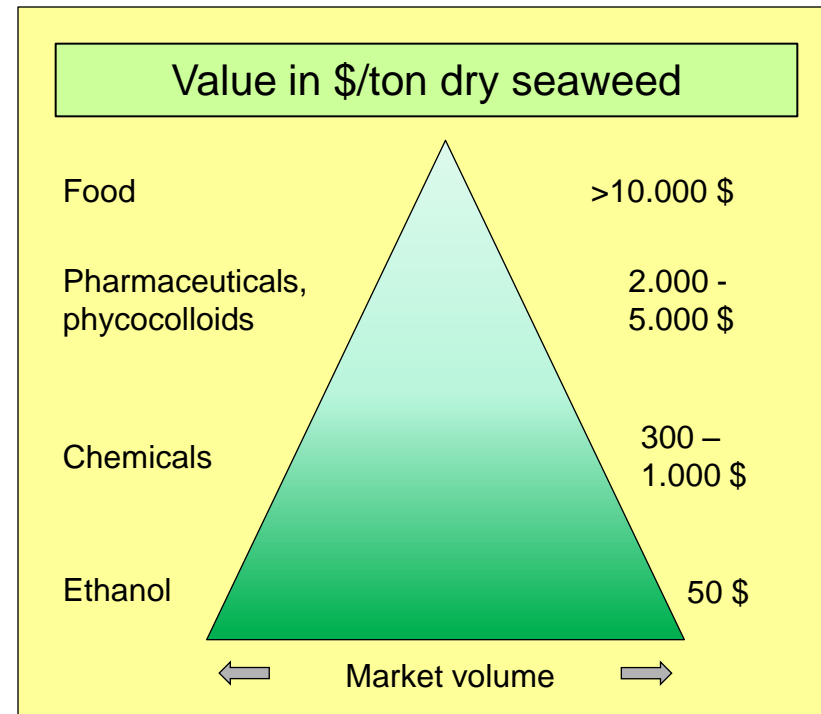 Value in $/ton dry seaweed
Food
>10.000 $
Pharmaceuticals,
phycocolloids
2.000 -
5.000 $
Chemicals
300 –
1.000 $
Ethanol
50 $
Market volume